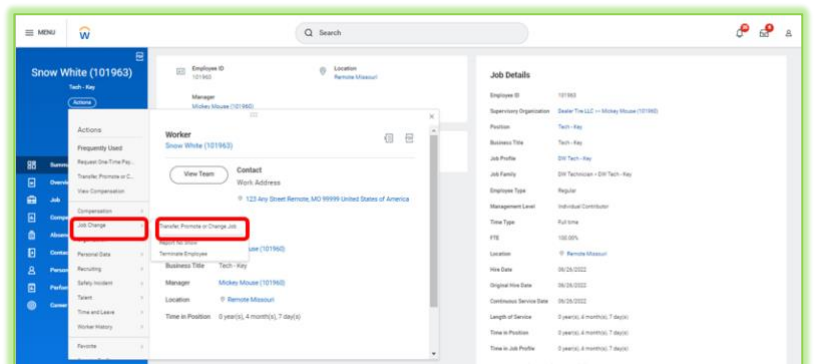 MENU
W
Search
Snow White (101963)
Tech - Key
Actions
Employee ID
101963
Location
Remote Missouri
Manager
Mickey Mouse (101960)
Actions
Frequently Used
Request One-Time Pay...
Transfer, Promote or C...
View Compensation
Compensation
Job Change
Personal Data
Recruiting
Safety Incident
Talent
Time and Leave
Worker History
Favorite
Worker
Snow White (101963)
View Team
Contact
Work Address
123 Any Street Remote, MO 99999 United States of America
Transfer, Promote or Change Job
Report No Show
Terminate Employee
Mouse (101960)
Business Title Tech - Key
Manager Mickey Mouse (101960)
Location Remote Missouri
Time in Position 0 year(s), 4 month(s), 7 day(s)
Job
Job Details
Employee ID 101963
Supervisory Organization Dealer Tire LLC >> Mickey Mouse (101960)
Position Tech - Key
Business Title Tech - Key
Job Profile DW Tech - Key
Job Family DW Technician > DW Tech - Key
Employee Type Regular
Management Level Individual Contributor
Time Type Full time
FTE 100.00%
Location Remote Missouri
Hire Date 06/26/2022
Original Hire Date 06/26/2022
Continuous Service Date 06/26/2022
Length of Service 0 year(s), 4 month(s), 7 day(s)
Time in Position 0 year(s), 4 month(s), 7 day(s)
Time in Job Profile 0 year(s), 4 month(s), 7 day(s)